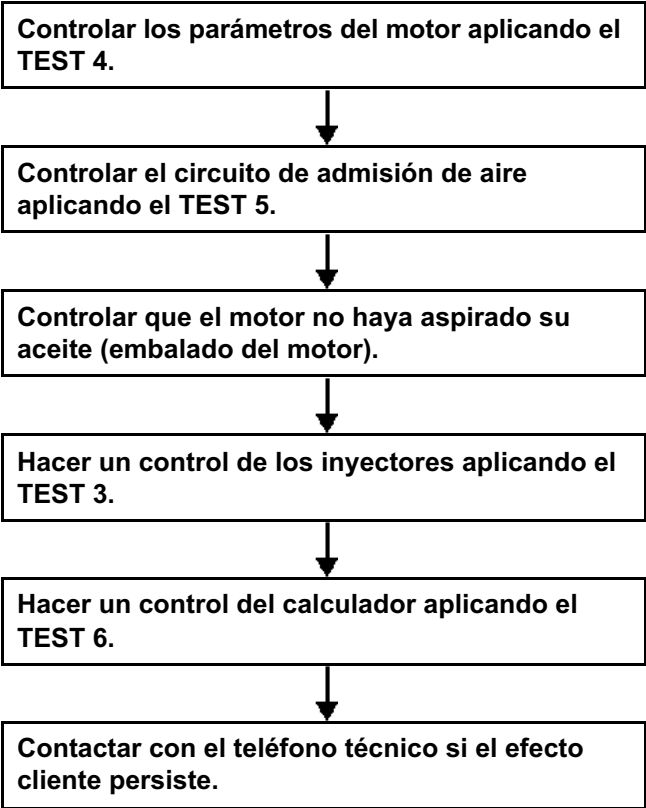 Controlar los parámetros del motor aplicando el
TEST 4.
Controlar el circuito de admisión de aire
aplicando el TEST 5.
Controlar que el motor no haya aspirado su
aceite (embalado del motor).
Hacer un control de los inyectores aplicando el
TEST 3.
Hacer un control del calculador aplicando el
TEST 6.
Contactar con el teléfono técnico si el efecto
cliente persiste.